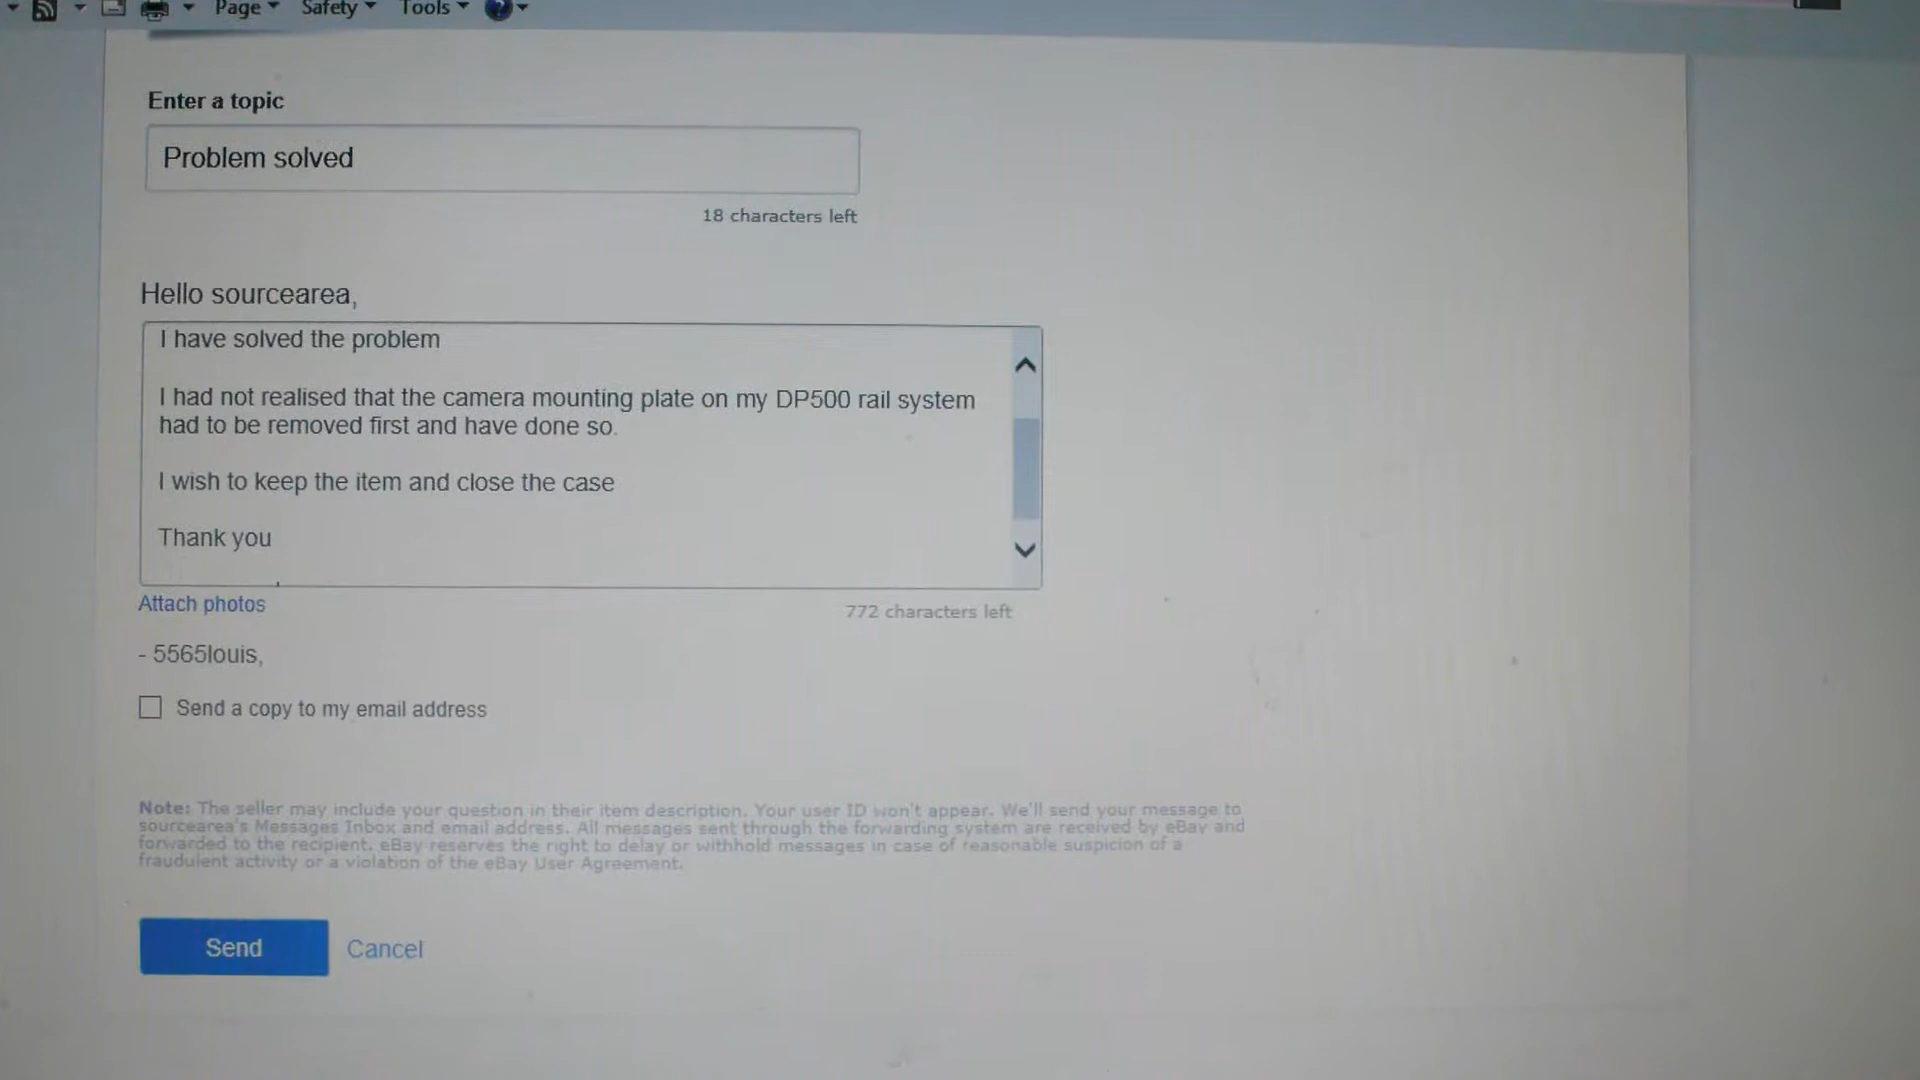 Page Safety Tools
Enter a topic
Problem solved
18 characters left
Hello sourcearea,
I have solved the problem
I had not realised that the camera mounting plate on my DP500 rail system
had to be removed first and have done so.
I wish to keep the item and close the case
Thank you
Attach photos
772 characters left
- 5565louis,
Send a copy to my email address
Note: The seller may include your question in their item description. Your user ID won't appear. We'll send your message to
sourcearea's Messages Inbox and email address. All messages sent through the forwarding system are received by eBay and
forwarded to the recipient. eBay reserves the right to delay or withhold messages in case of reasonable suspicion of a
fraudulent activity or a violation of the eBay User Agreement.
Send Cancel